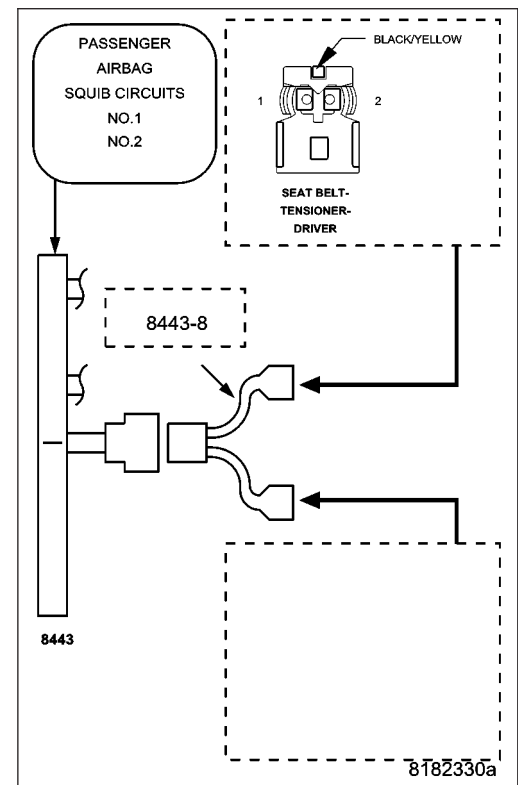 PASSENGER
AIRBAG
SQUIB CIRCUITS
NO.1
NO.2
BLACK/YELLOW
1
2
SEAT BELT-
TENSIONER-
DRIVER
8443-8
8443
8182330a